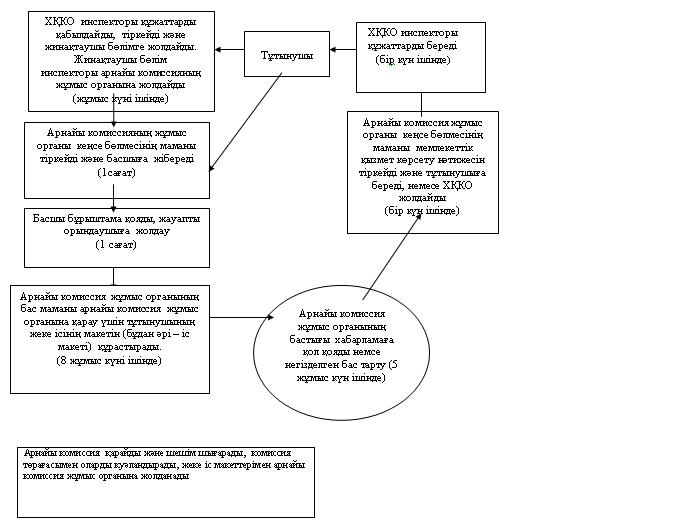 ХҚКО инспекторы құжаттарды
қабылдайды, тіркейді және
жинақтаушы бөлімге жолдайды.
Жинақтаушы бөлім
инспекторы арнайы комиссияның
жұмыс органына жолдайды
(жұмыс күні ішінде)
Тұтынушы
ХҚКО инспекторы
құжаттарды береді
(бір күн ішінде)
Арнайы комиссияның жұмыс
органы кеңсе бөлмесінің маманы
тіркейді және басшыға жібереді
(1сағат)
Арнайы комиссия жұмыс
органы кеңсе бөлмесінің
маманы мемлекеттік
қызмет көрсету нәтижесін
тіркейді және тұтынушыға
береді, немесе ХҚКО
жолдайды
(бір күн ішінде)
Басшы бұрыштама қояды, жауапты
орындаушыға жолдау
(1 сағат)
Арнайы комиссия жұмыс органының
бас маманы арнайы комиссия жұмыс
органына қарау үшін тұтынушының
жеке ісінің макетін (бұдан әрі – іс
макеті) құрастырады.
(8 жұмыс күні ішінде)
Арнайы комиссия
жұмыс органының
бастығы хабарламаға
қол қояды немсе
негізделген бас тарту (5
жұмыс күн ішінде)
Арнайы комиссия қарайды және шешім шығарады, комиссия
төрағасымен оларды куәландырады, жеке іс макеттерімен арнайы
комиссия жұмыс органына жолданады